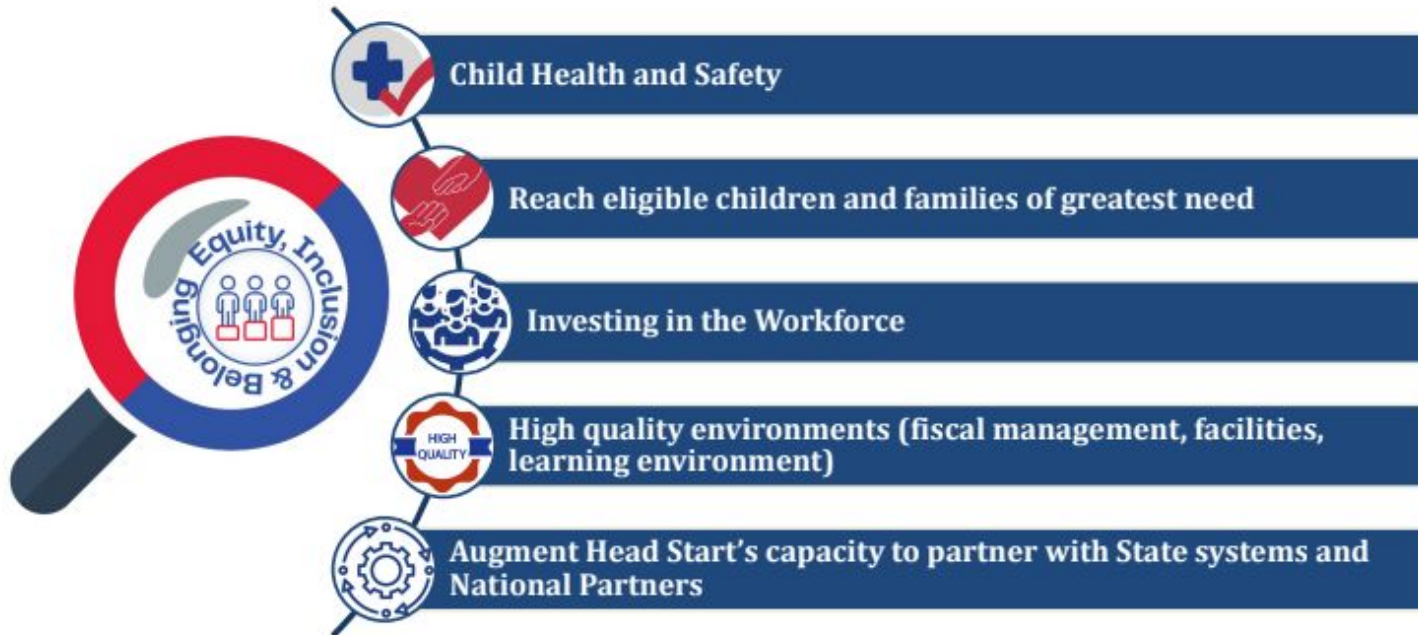 Equity, Inclusion & Belonging
Child Health and Safety
Reach eligible children and families of greatest need
Investing in the Workforce
HIGH
QUALITY
High quality environments (fiscal management, facilities,
learning environment)
Augment Head Start’s capacity to partner with State systems and
National Partners